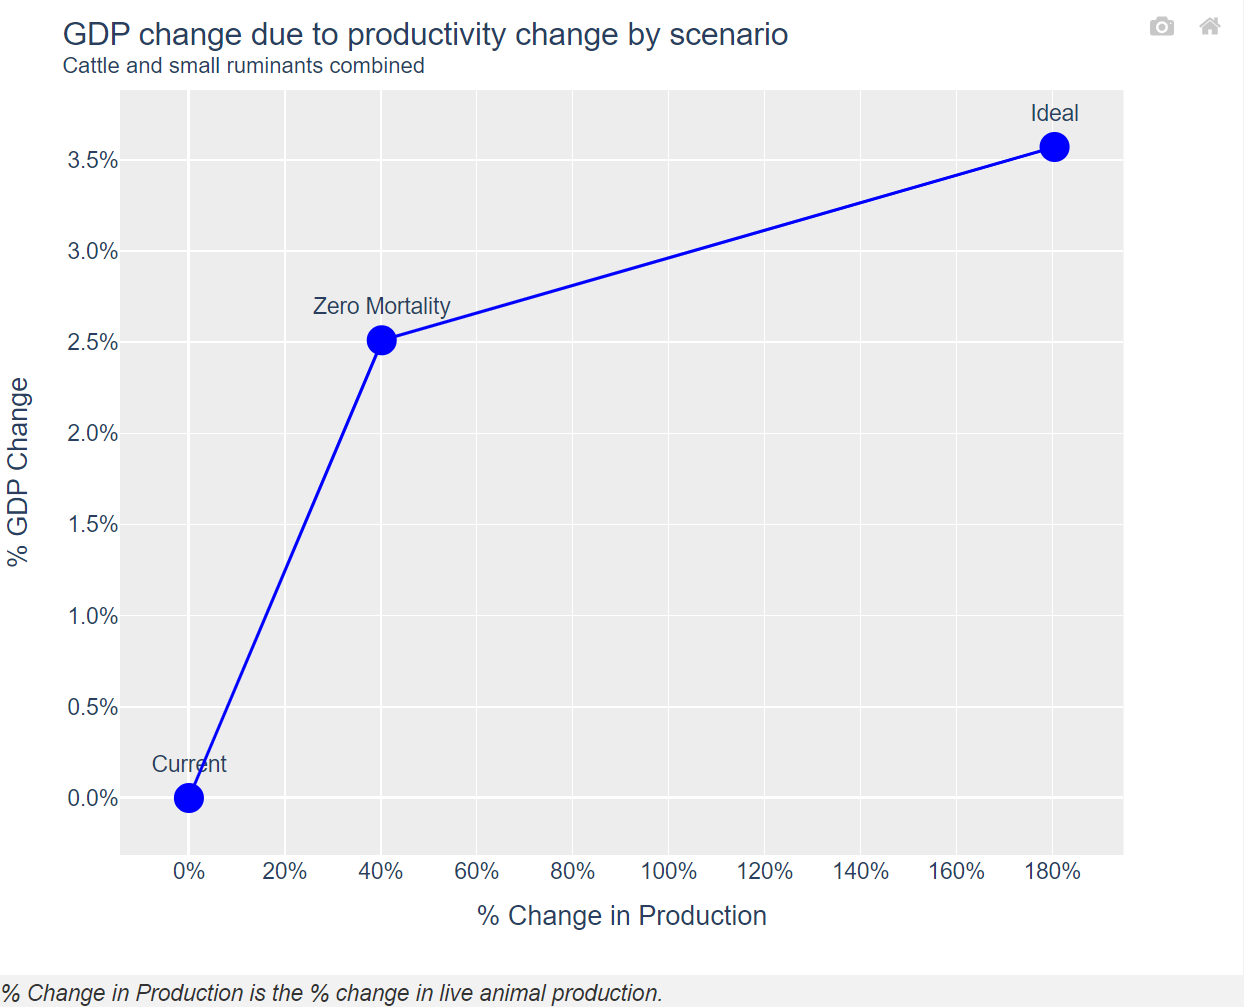 GDP change due to productivity change by scenario
Cattle and small ruminants combined
Ideal
3.5%
3.0%
Zero Mortality
2.5%
2.0%
% GDP Change
1.5%
1.0%
0.5%
Current
0.0%
0% 20% 40% 60% 80% 100% 120% 140% 160% 180%
% Change in Production
% Change in Production is the % change in live animal production.